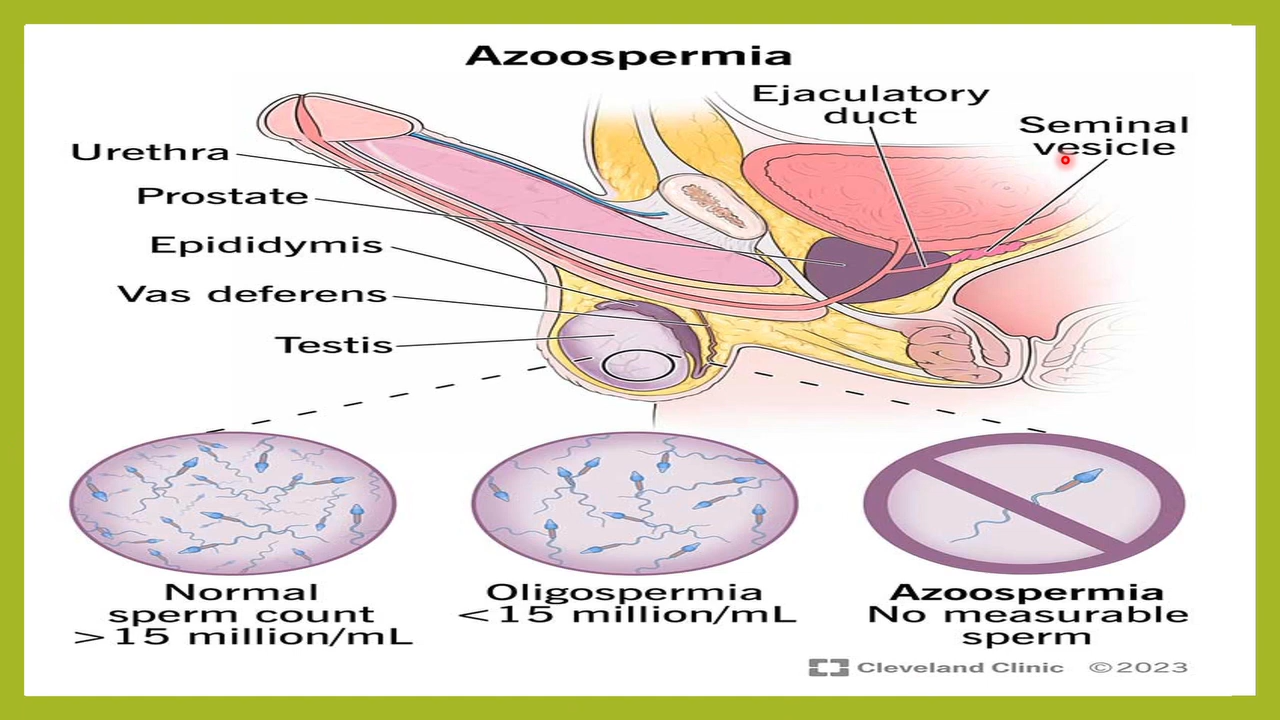 Azoospermia
Ejaculatory
duct
Seminal
vesicle
Urethra
Prostate
Epididymis
Vas deferens
Testis
Normal
sperm count
>15 million/mL
Oligospermia
<15 million/mL
Azoospermia
No measurable
sperm
Cleveland Clinic ©2023